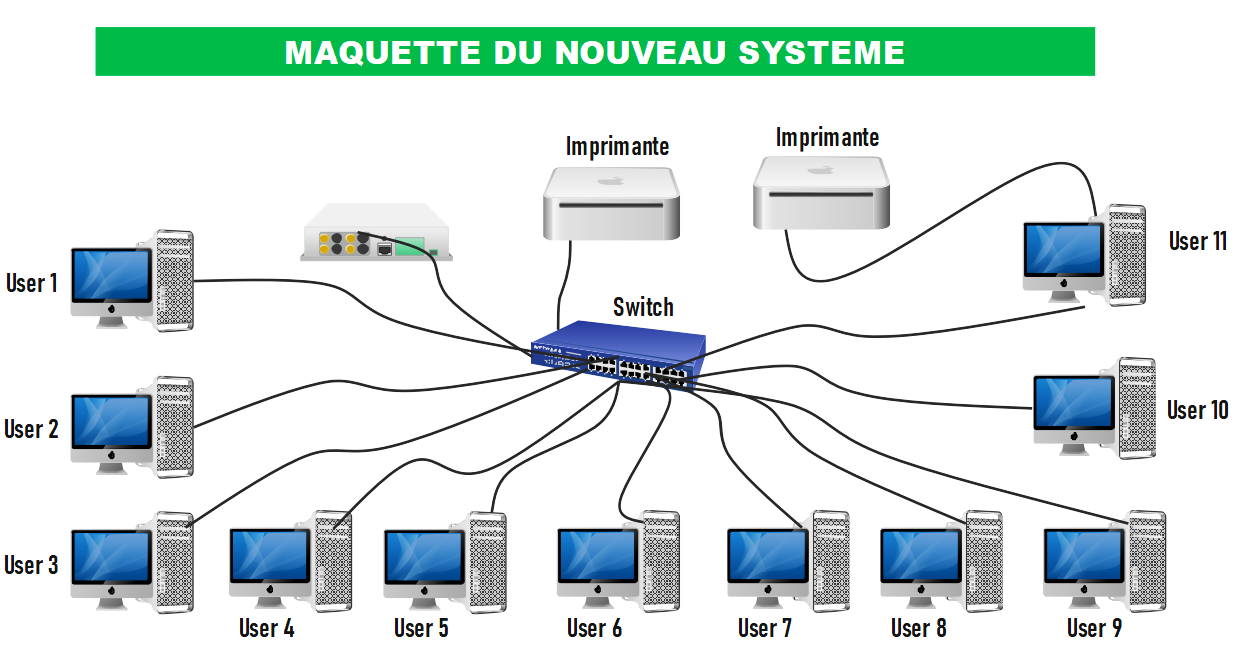 MAQUETTE DU NOUVEAU SYSTEME
Imprimante
Imprimante
User 11
User 1
Switch
User 2
User 10
User 3
User 4
User 5
User 6
User 7
User 8
User 9